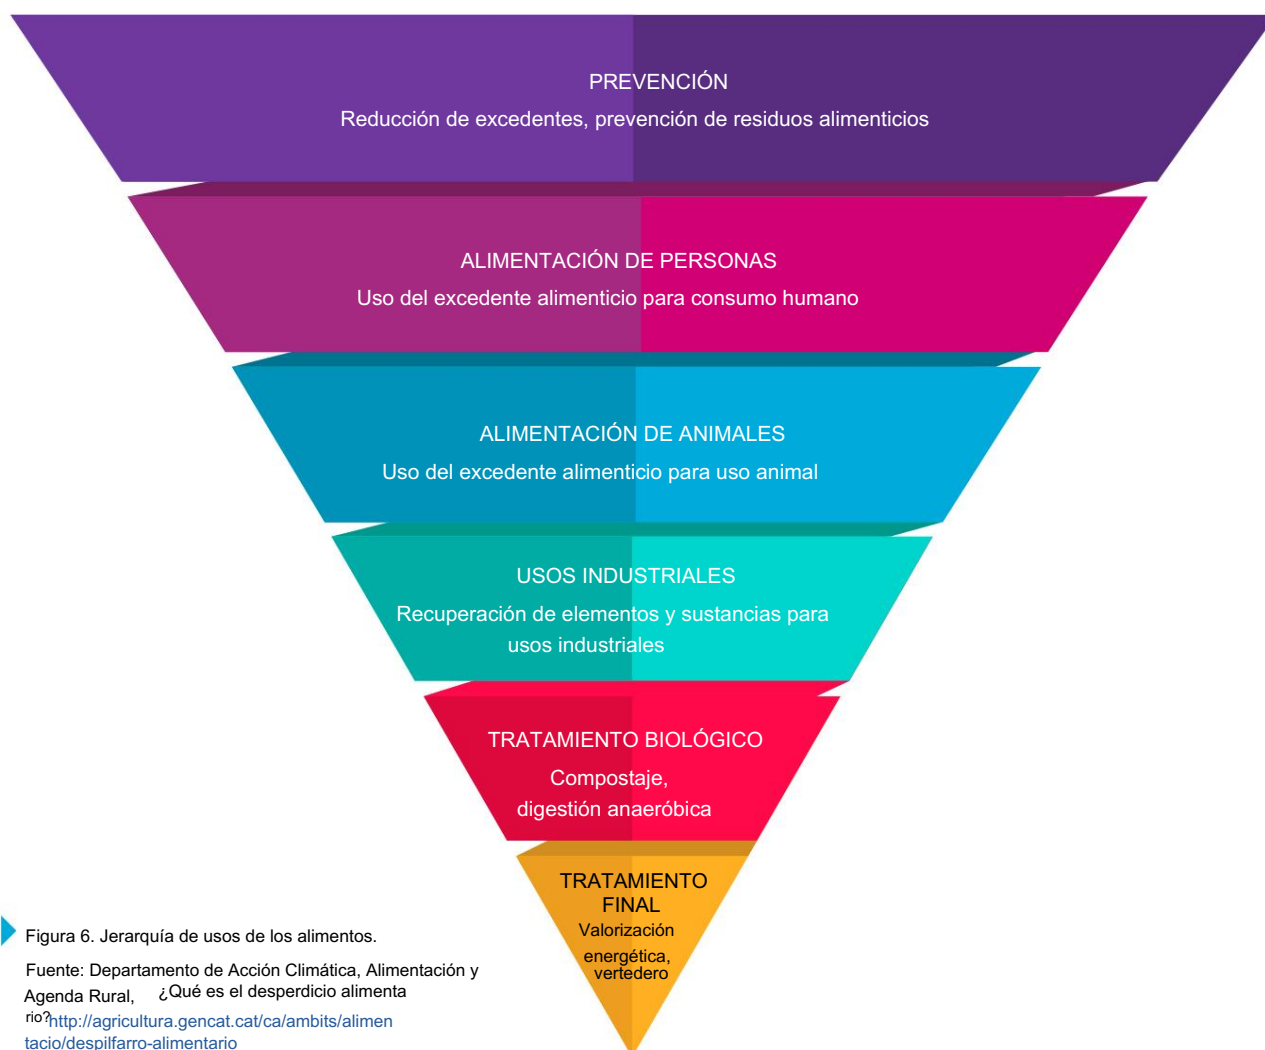 PREVENCIÓN
Reducción de excedentes, prevención de residuos alimenticios
ALIMENTACIÓN DE PERSONAS
Uso del excedente alimenticio para consumo humano
ALIMENTACIÓN DE ANIMALES
Uso del excedente alimenticio para uso animal
USOS INDUSTRIALES
Recuperación de elementos y sustancias para
usos industriales
TRATAMIENTO BIOLÓGICO
Compostaje,
digestión anaeróbica
TRATAMIENTO
FINAL
Valorización
energética,
vertedero
Figura 6. Jerarquía de usos de los alimentos.
Fuente: Departamento de Acción Climática, Alimentación y
Agenda Rural, ¿Qué es el desperdicio alimenta
rio?http://agricultura.gencat.cat/ca/ambits/alimen
tacio/despilfarro-alimentario